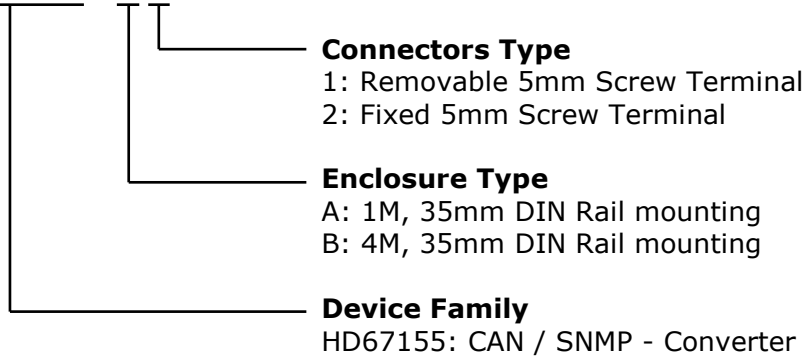 Connectors Type
1: Removable 5mm Screw Terminal
2: Fixed 5mm Screw Terminal
Enclosure Type
A: 1M, 35mm DIN Rail mounting
B: 4M, 35mm DIN Rail mounting
Device Family
HD67155: CAN / SNMP - Converter